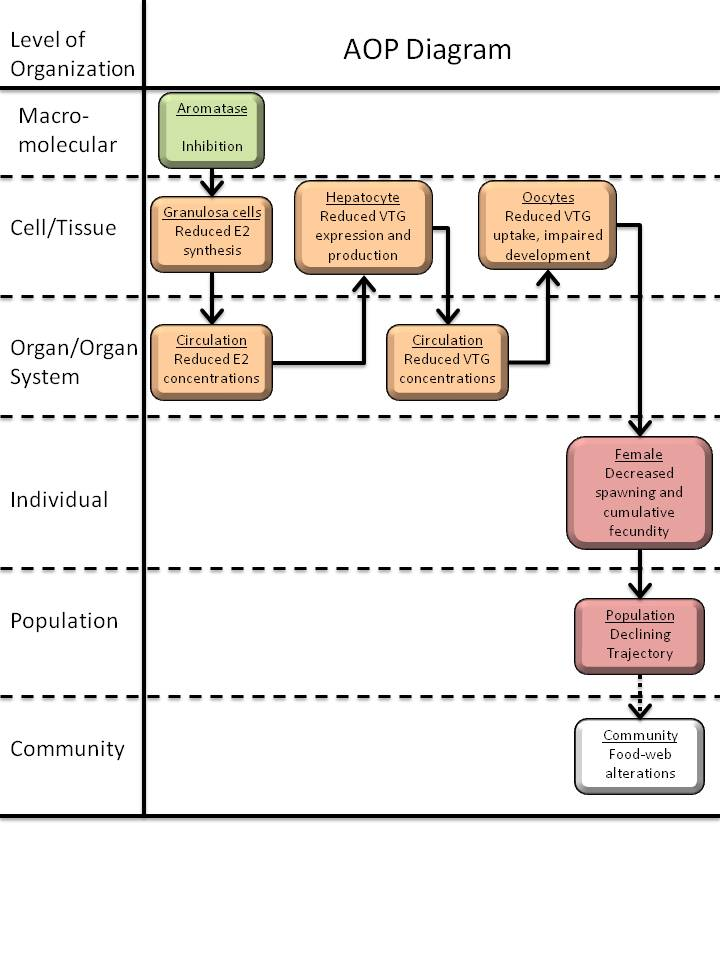 Level of
Organization
AOP Diagram
Macro-
molecular
Aromatase
Inhibition
Cell/Tissue
Granulosa cells
Reduced E2
synthesis
Hepatocyte
Reduced VTG
expression and
production
Oocytes
Reduced VTG
uptake, impaired
development
Organ/Organ
System
Circulation
Reduced E2
concentrations
Circulation
Reduced VTG
concentrations
Individual
Female
Decreased
spawning and
cumulative
fecundity
Population
Population
Declining
Trajectory
Community
Community
Food-web
alterations